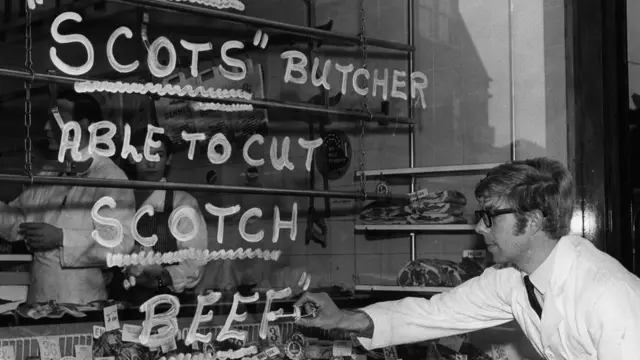 SCOTS" BUTCHER
ABLE TO CUT
SCOTCH
BEEF"